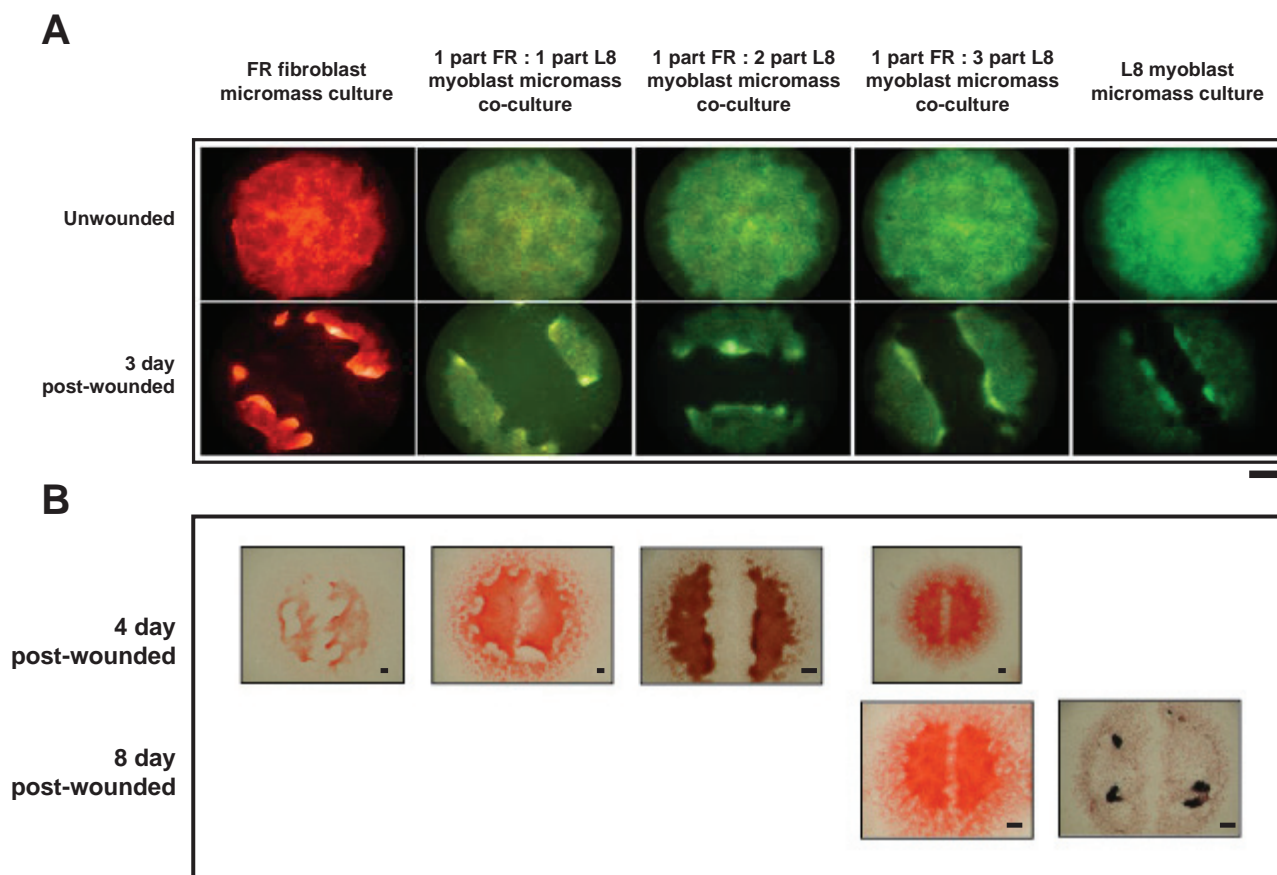 A
FR fibroblast
micromass culture
1 part FR : 1 part L8
myoblast micromass
co-culture
1 part FR : 2 part L8
myoblast micromass
co-culture
1 part FR : 3 part L8
myoblast micromass
co-culture
L8 myoblast
micromass culture
Unwounded
3 day
post-wounded
B
4 day
post-wounded
8 day
post-wounded